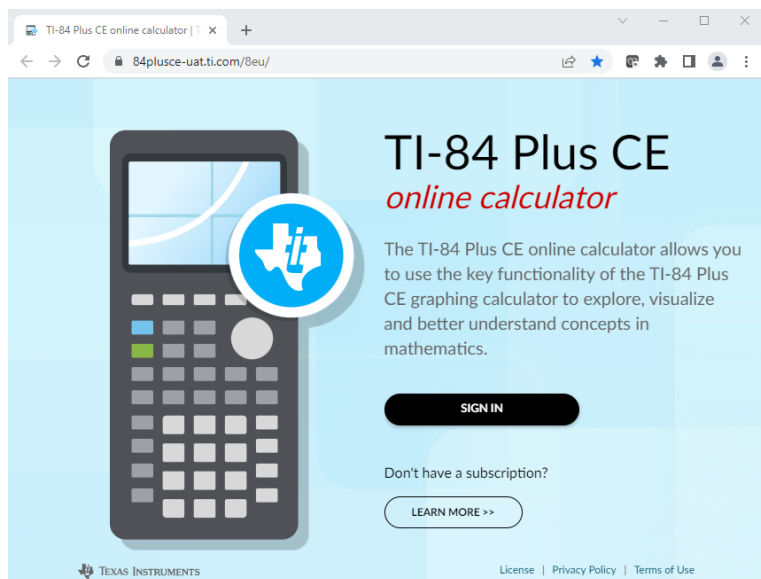 TI-84 Plus CE online calculator | T
84plusce-uat.ti.com/8eu/
TI-84 Plus CE
online calculator
The TI-84 Plus CE online calculator allows you
to use the key functionality of the TI-84 Plus
CE graphing calculator to explore, visualize
and better understand concepts in
mathematics.
SIGN IN
Don't have a subscription?
LEARN MORE >>
TEXAS INSTRUMENTS
License | Privacy Policy | Terms of Use